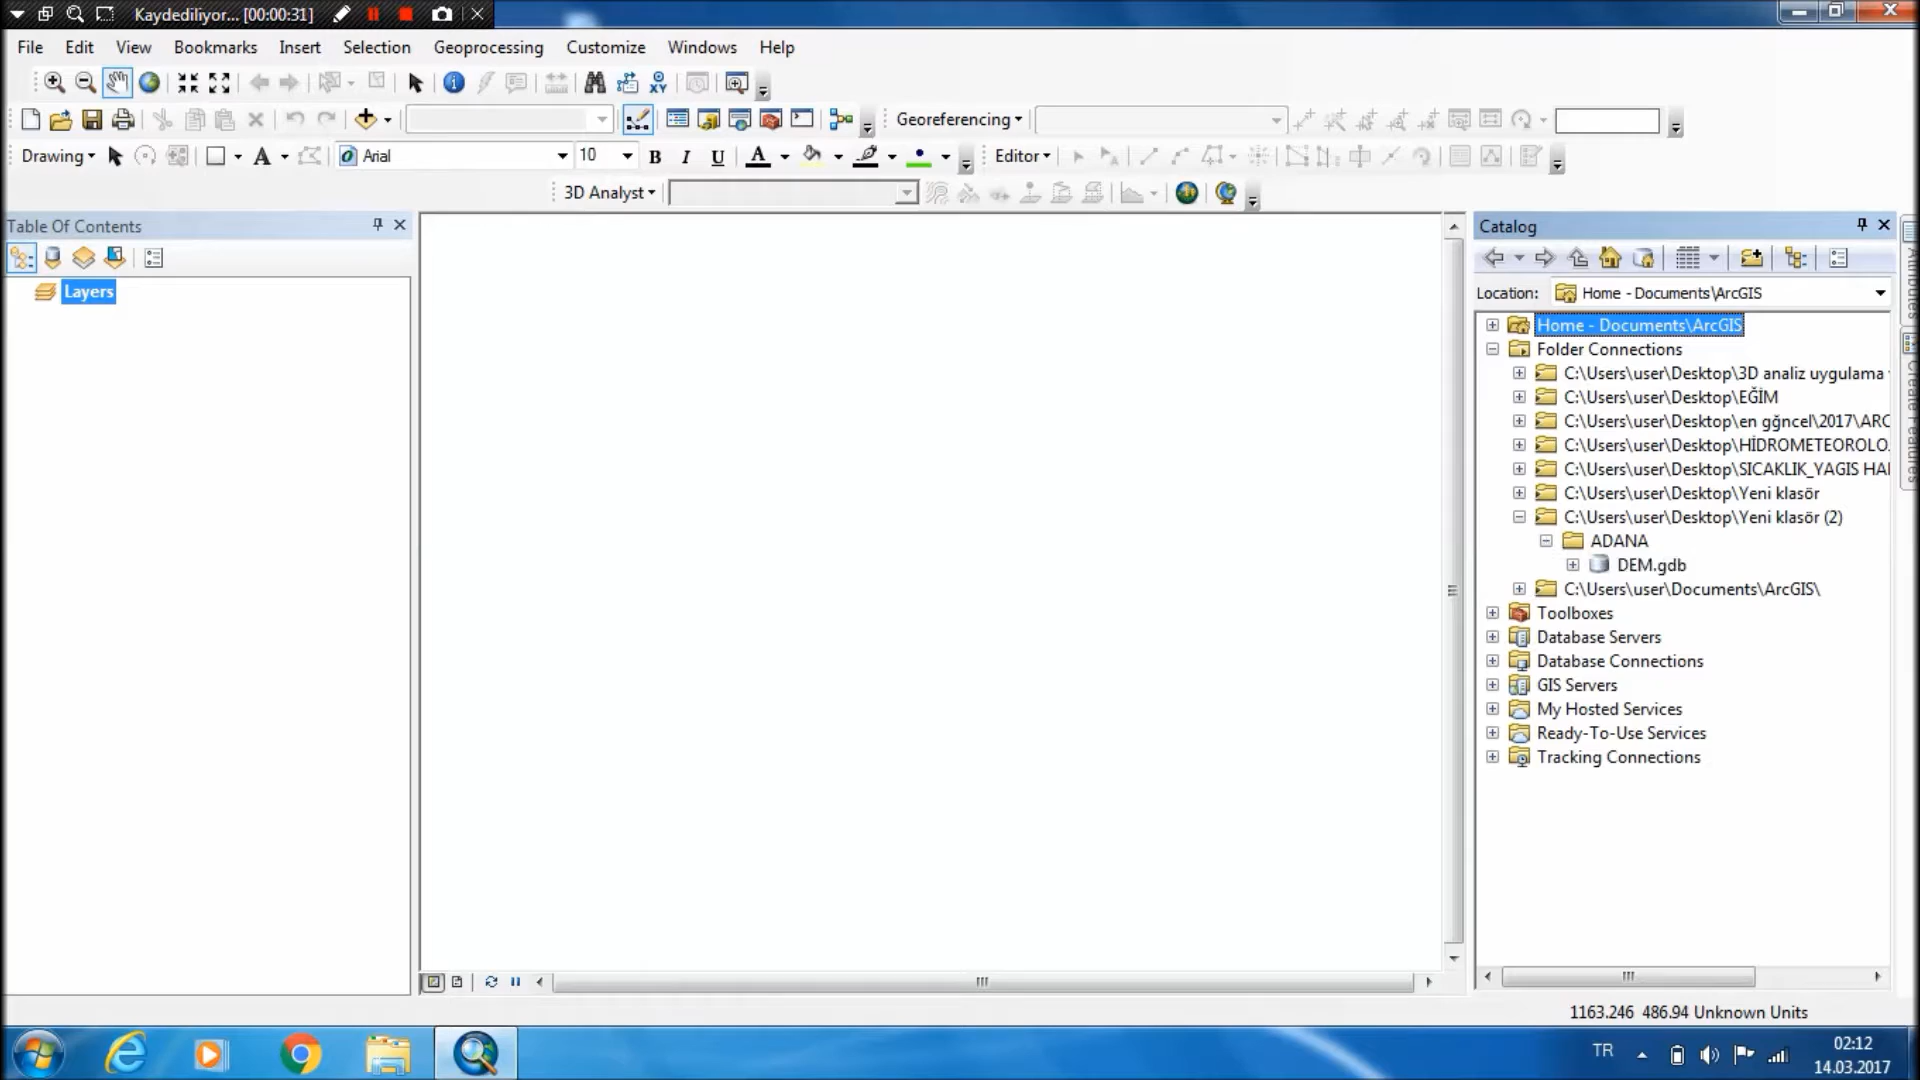 Kaydediliyor... [00:00:31]
File Edit View Bookmarks Insert Selection Geoprocessing Customize Windows Help
Georeferencing
Drawing Arial 10 B I U A Editor
3D Analyst
Table Of Contents
Layers
Catalog
Location: Home - Documents\ArcGIS
Home - Documents\ArcGIS
Folder Connections
C:\Users\user\Desktop\3D analiz uygulama
C:\Users\user\Desktop\EĞİM
C:\Users\user\Desktop\en gğncel\2017\ARC
C:\Users\user\Desktop\HİDROMETEOROLO
C:\Users\user\Desktop\SICAKLIK_YAGIS HA
C:\Users\user\Desktop\Yeni klasör
C:\Users\user\Desktop\Yeni klasör (2)
ADANA
DEM.gdb
C:\Users\user\Documents\ArcGIS\
Toolboxes
Database Servers
Database Connections
GIS Servers
My Hosted Services
Ready-To-Use Services
Tracking Connections
Attributes
Create Features
1163.246 486.94 Unknown Units
TR
02:12
14.03.2017